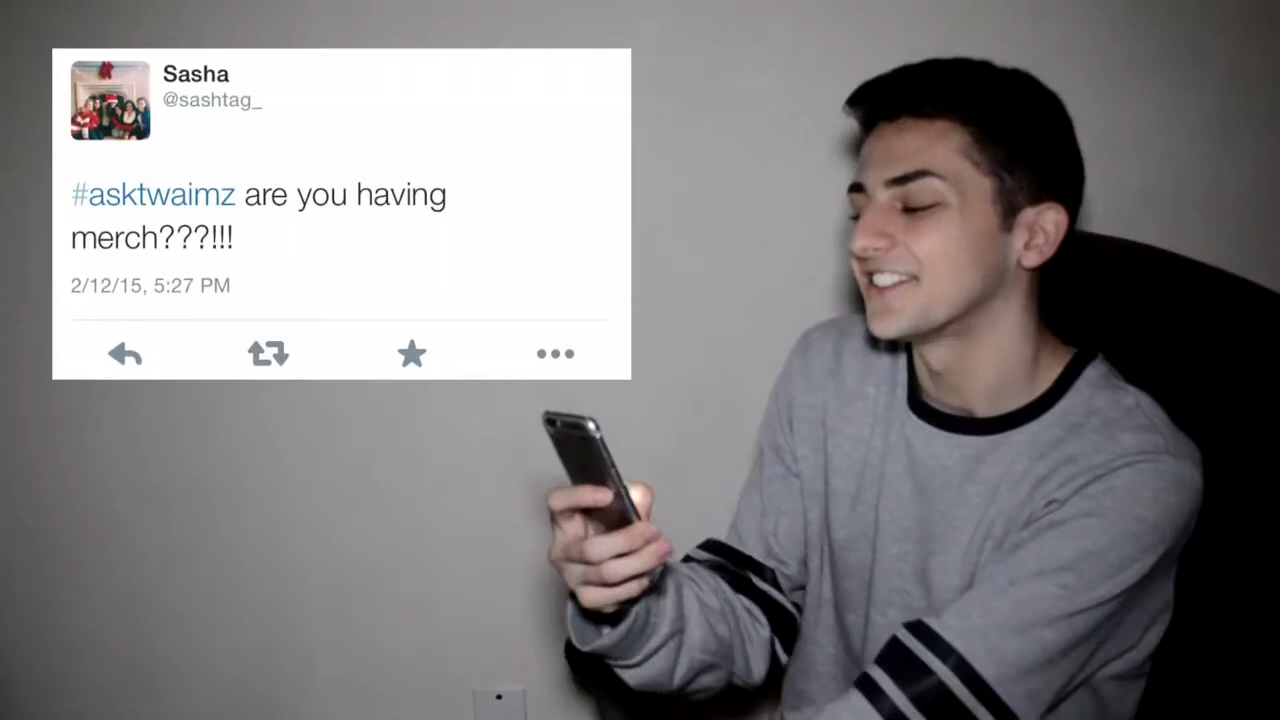 Sasha
@sashtag_
#asktwaimz are you having
merch???!!!
2/12/15, 5:27 PM